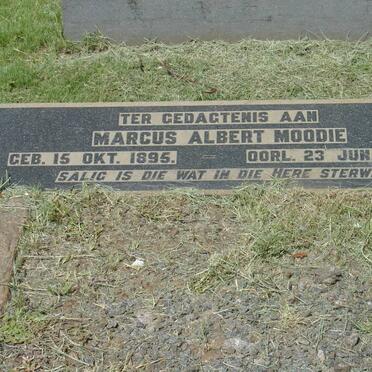 TER GEDAGTENIS AAN
MARCUS ALBERT MOODIE
GEB. 15 OKT. 1895. — OORL. 23 JUN
SALIG IS DIE WAT IN DIE HERE STERW